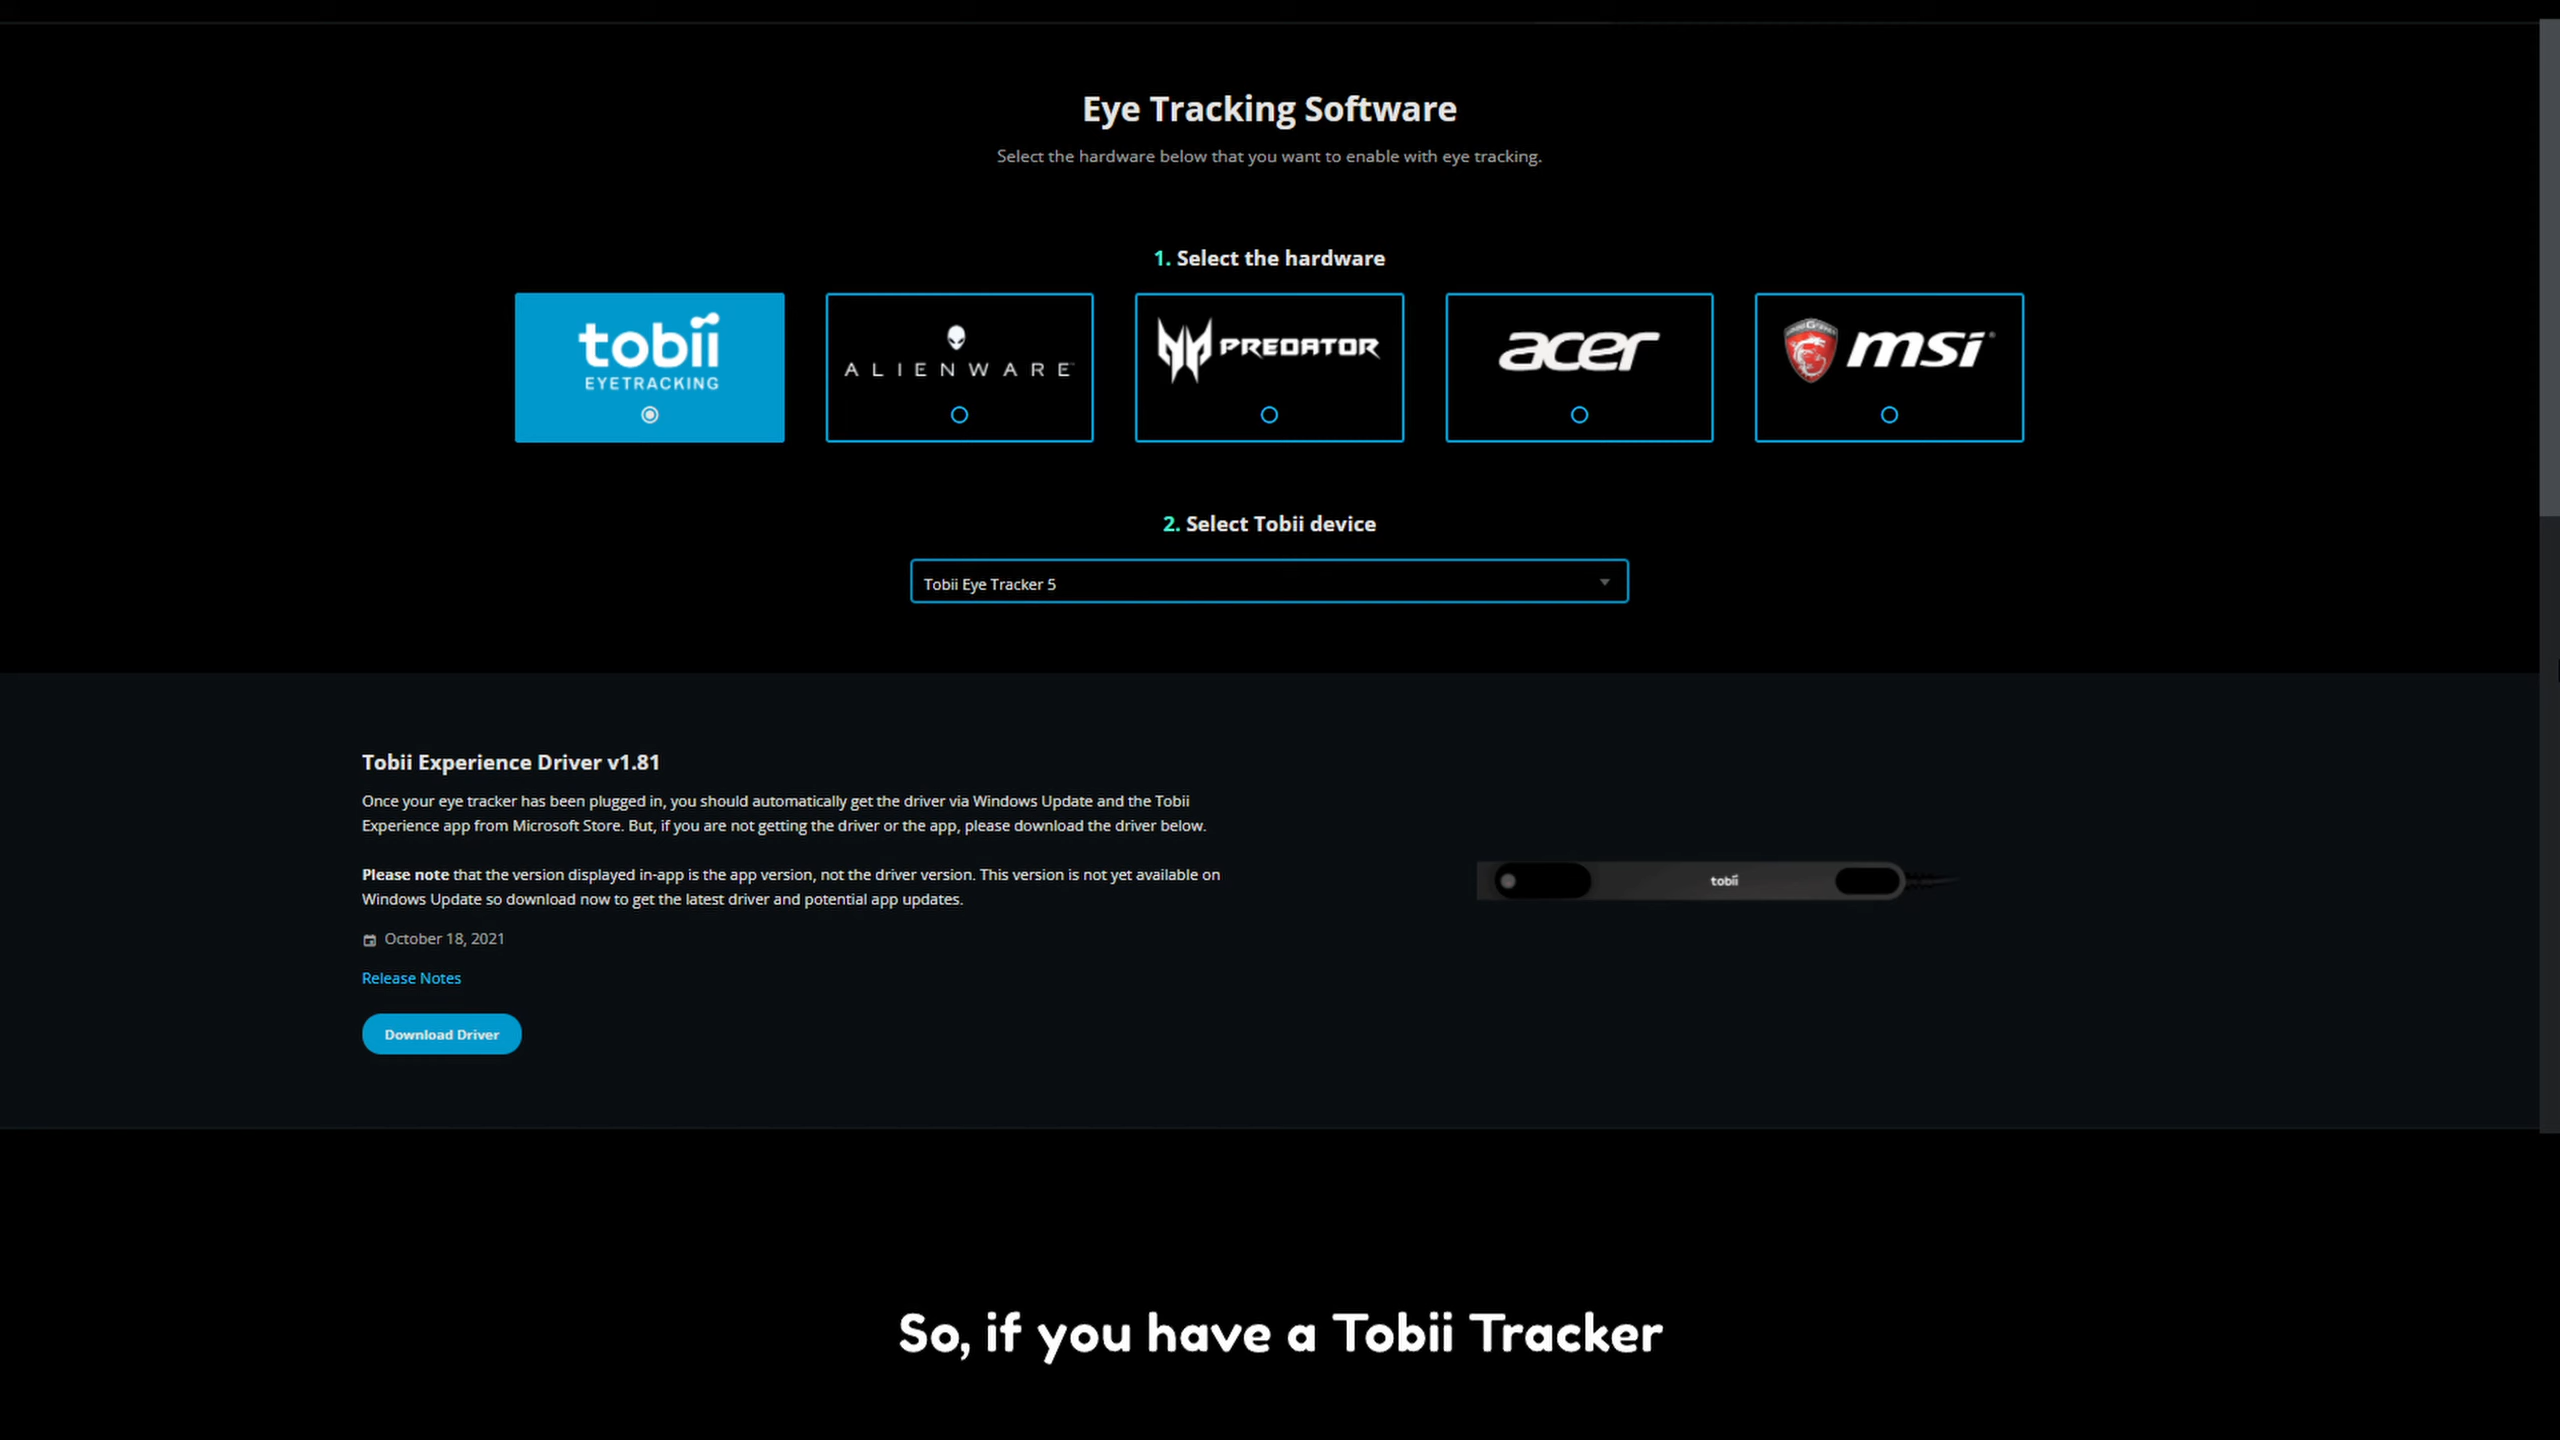 Eye Tracking Software
Select the hardware below that you want to enable with eye tracking.
1. Select the hardware
tobii
EYETRACKING
ALIENWARE
PREDATOR
acer
msi
2. Select Tobii device
Tobii Eye Tracker 5
Tobii Experience Driver v1.81
Once your eye tracker has been plugged in, you should automatically get the driver via Windows Update and the Tobii
Experience app from Microsoft Store. But, if you are not getting the driver or the app, please download the driver below.
Please note that the version displayed in-app is the app version, not the driver version. This version is not yet available on
Windows Update so download now to get the latest driver and potential app updates.
tobii
October 18, 2021
Release Notes
Download Driver
So, if you have a Tobii Tracker